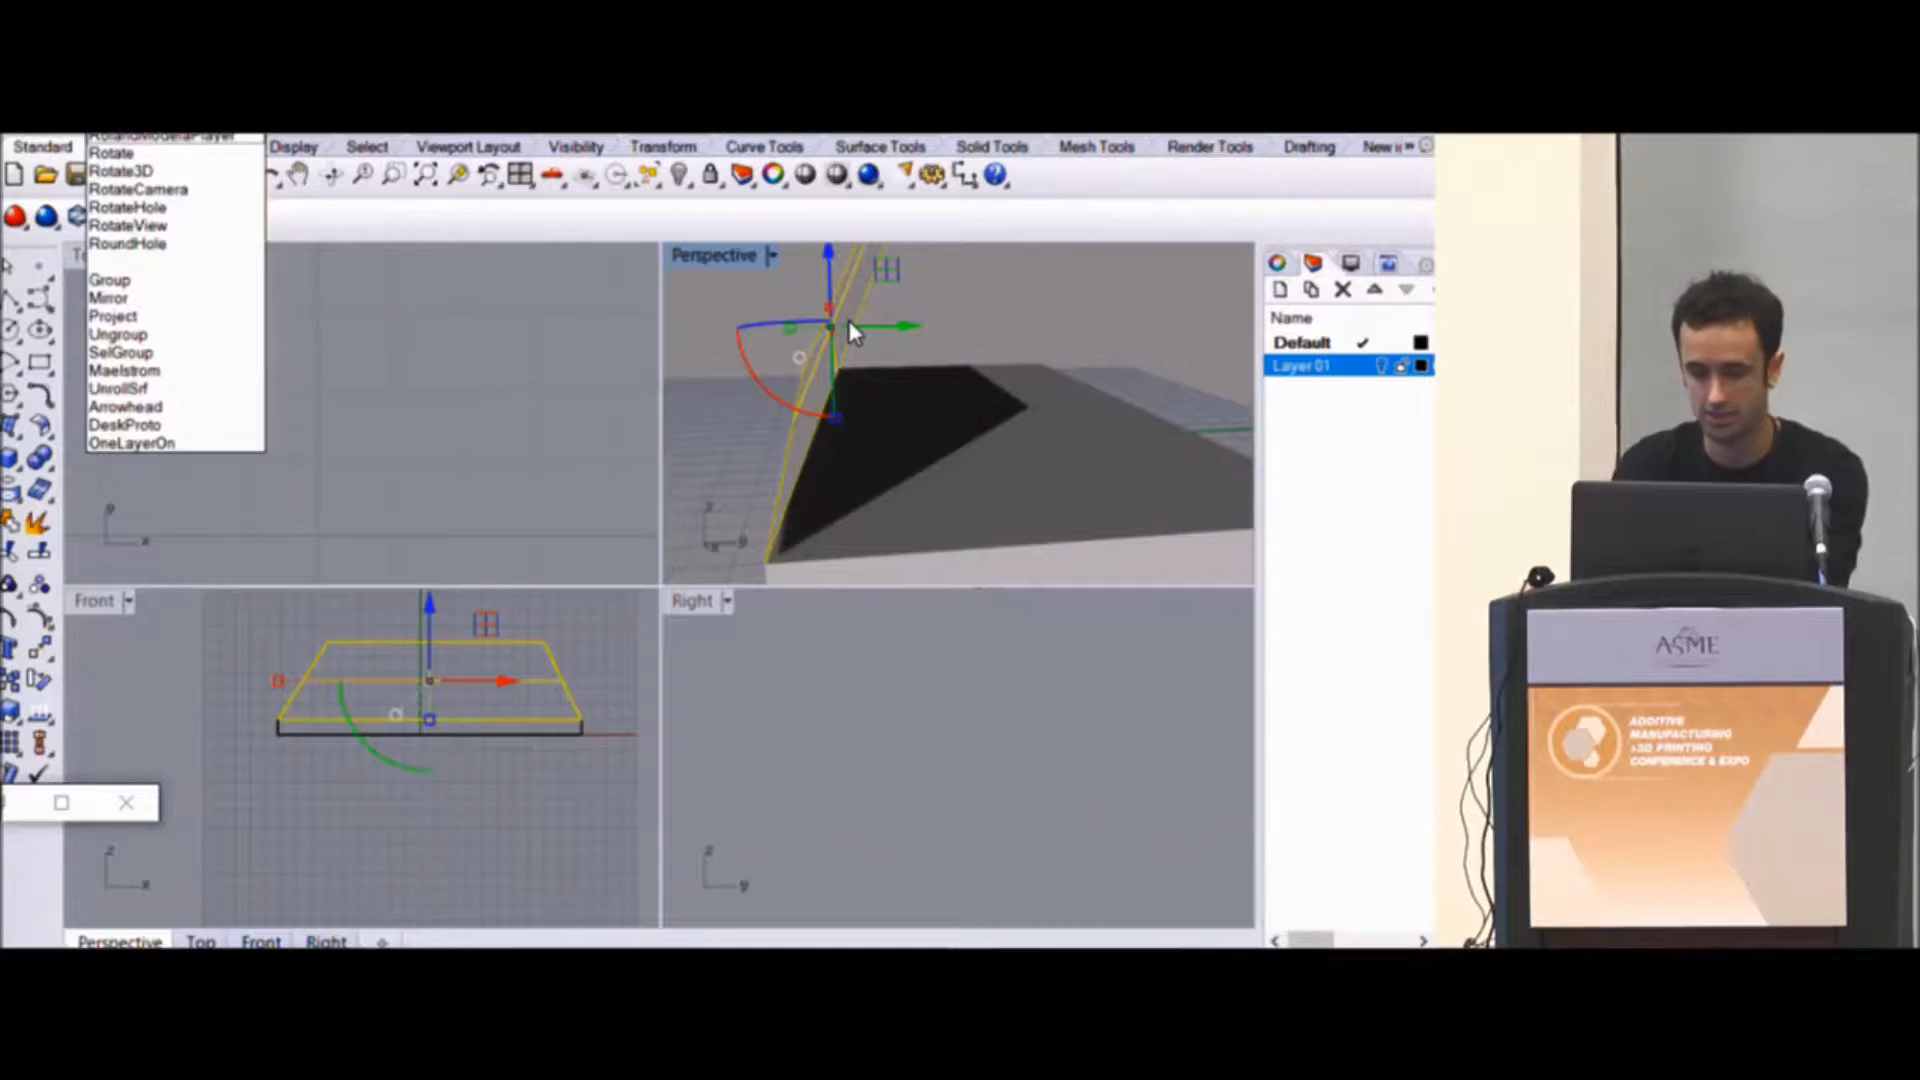 RolandModelaPlayer
Standard
Display
Select
Viewport Layout
Visibility
Transform
Curve Tools
Surface Tools
Solid Tools
Mesh Tools
Render Tools
Drafting
New i
Rotate
Rotate3D
RotateCamera
RotateHole
RotateView
RoundHole
Group
Mirror
Project
Ungroup
SelGroup
Maelstrom
UnrollSrf
Arrowhead
DeskProto
OneLayerOn
Perspective
Name
Default
Layer 01
y
x
z
x
y
Front
Right
z
x
z
y
Perspective
Top
Front
Right
ASME
ADDITIVE
MANUFACTURING
+3D PRINTING
CONFERENCE & EXPO